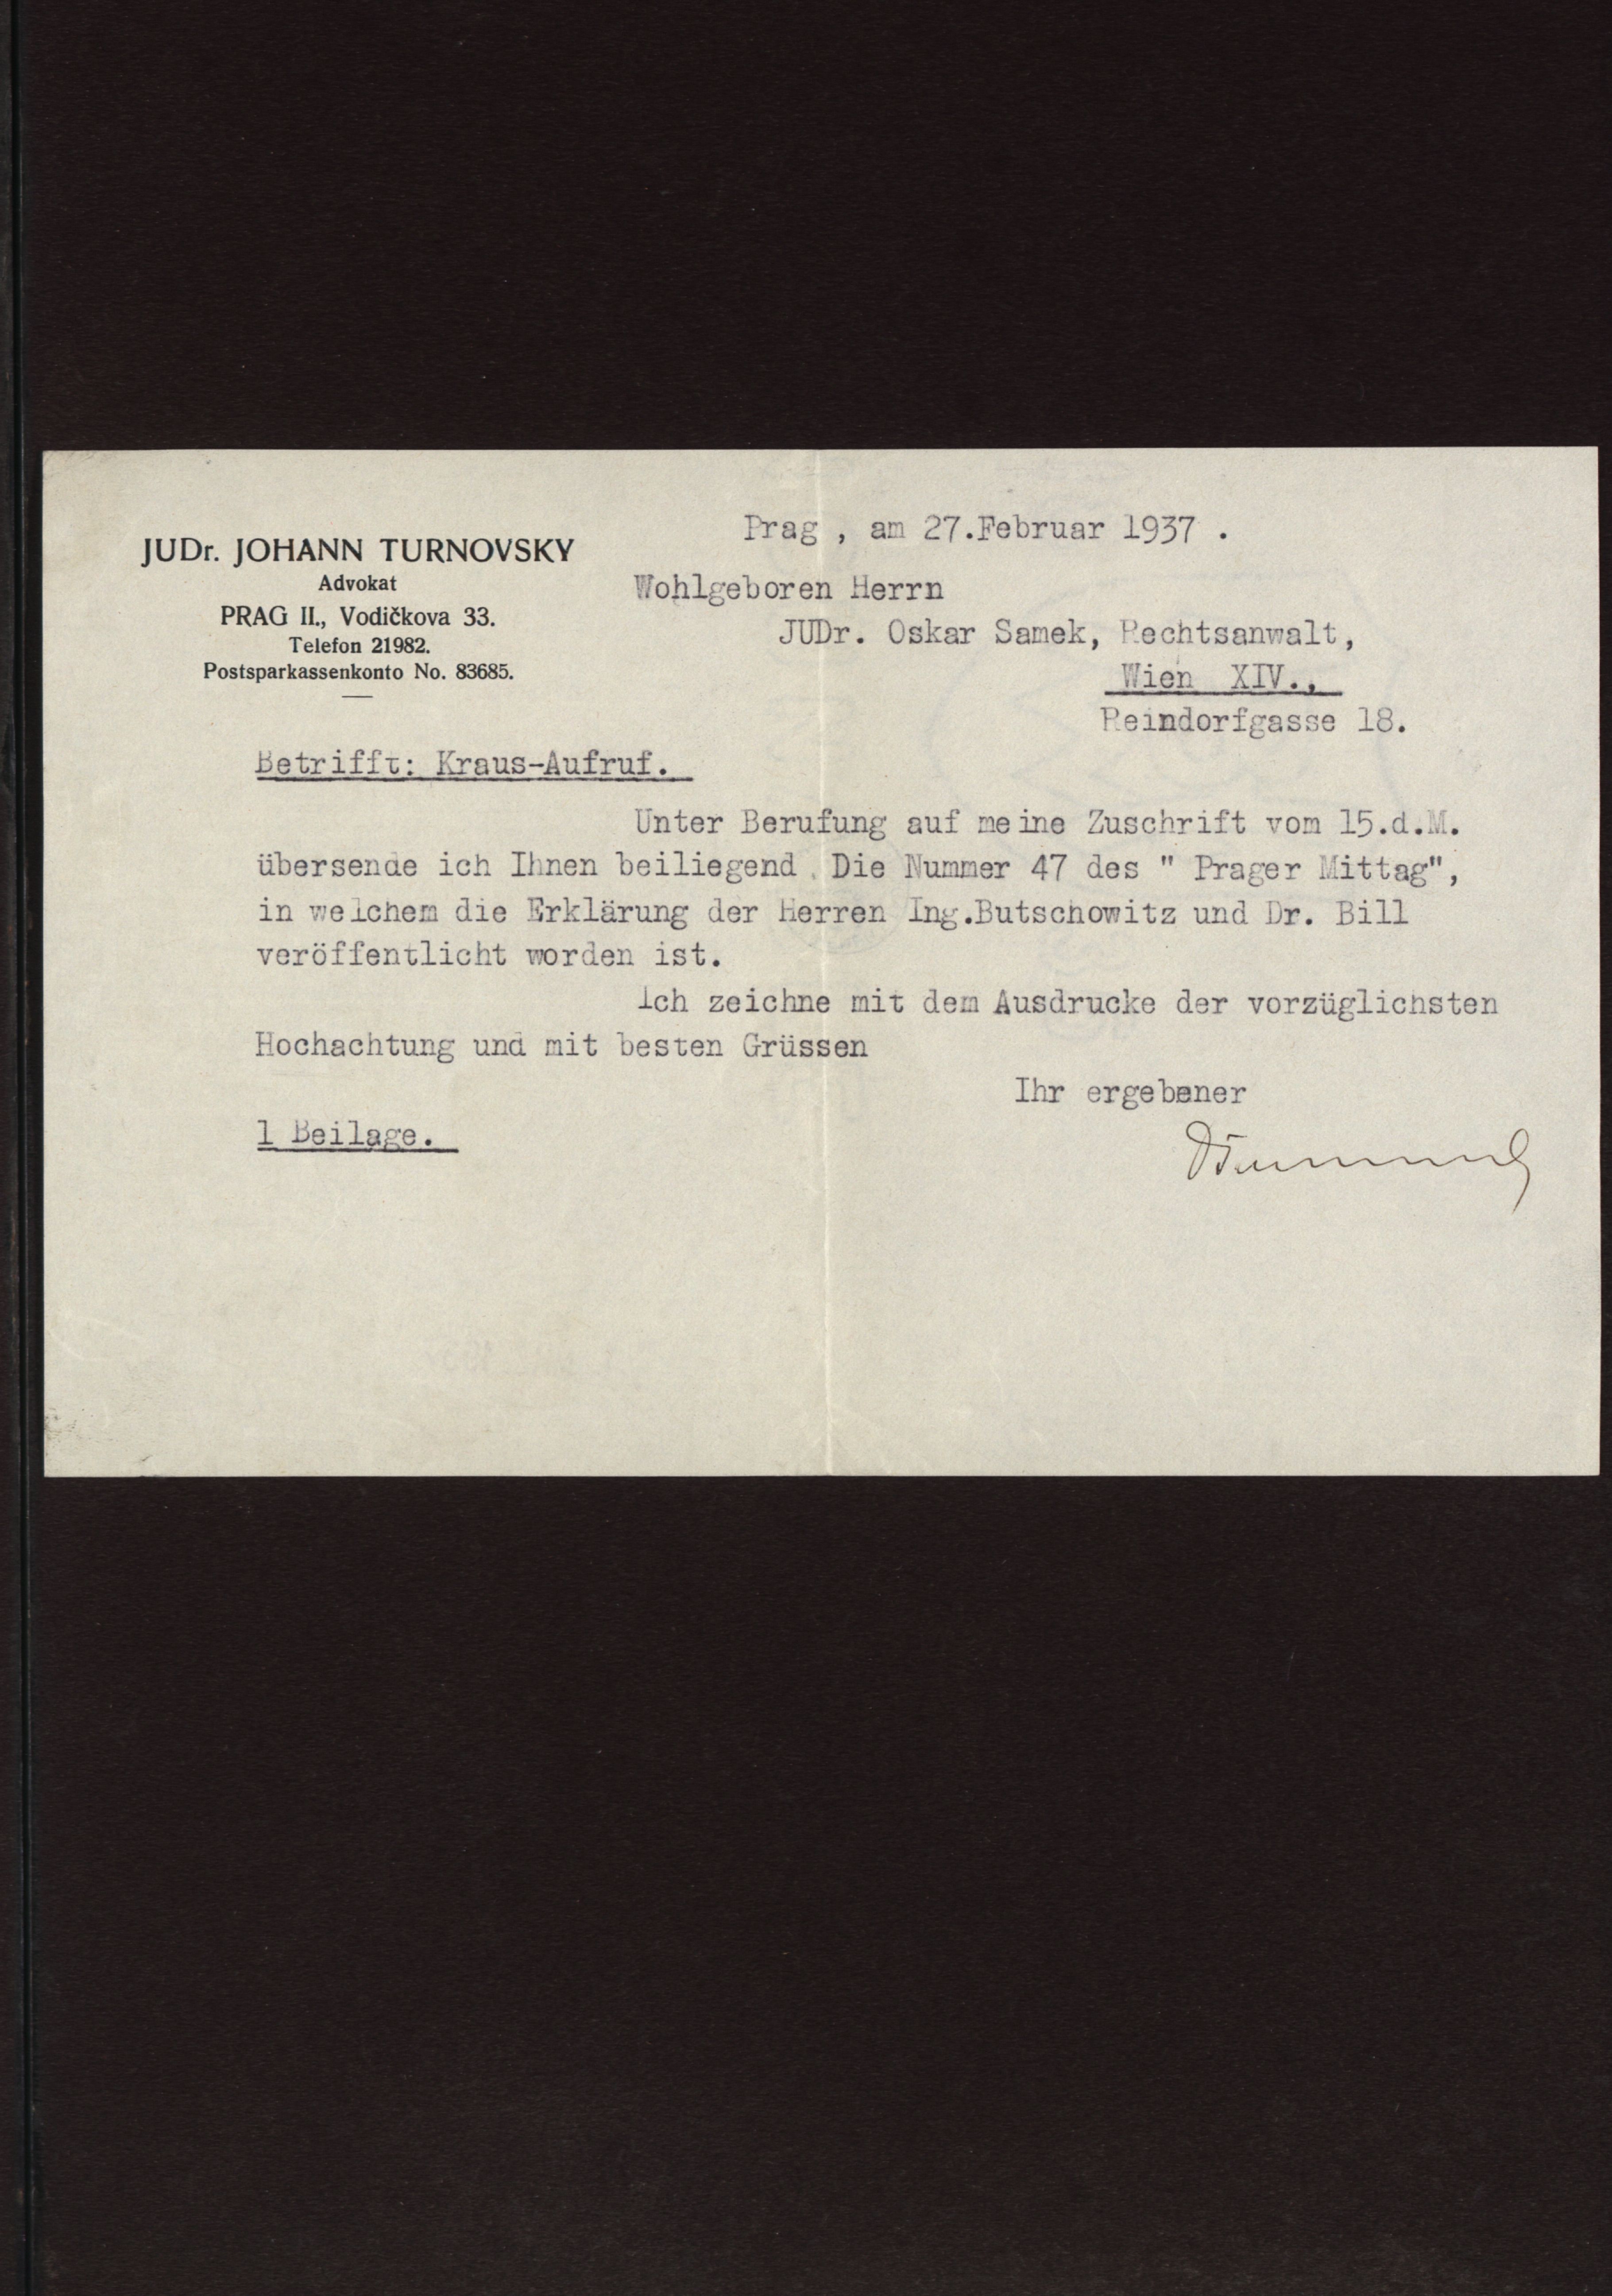 JUDr. JOHANN TURNOVSKY
Advokat
PRAG II., Vodičkova 33.
Telefon 21982.
Postsparkassenkonto No. 83685.
Prag , am 27.Februar 1937 .
Wohlgeboren Herrn
JUDr. Oskar Samek, Rechtsanwalt,
Wien XIV.,
Reindorfgasse 18.
Betrifft: Kraus-Aufruf.
Unter Berufung auf meine Zuschrift vom 15.d.M.
übersende ich Ihnen beiliegend Die Nummer 47 des " Prager Mittag",
in welchem die Erklärung der Herren Ing.Butschowitz und Dr. Bill
veröffentlicht worden ist.
Ich zeichne mit dem Ausdrucke der vorzüglichsten
Hochachtung und mit besten Grüssen
Ihr ergebener
1 Beilage.